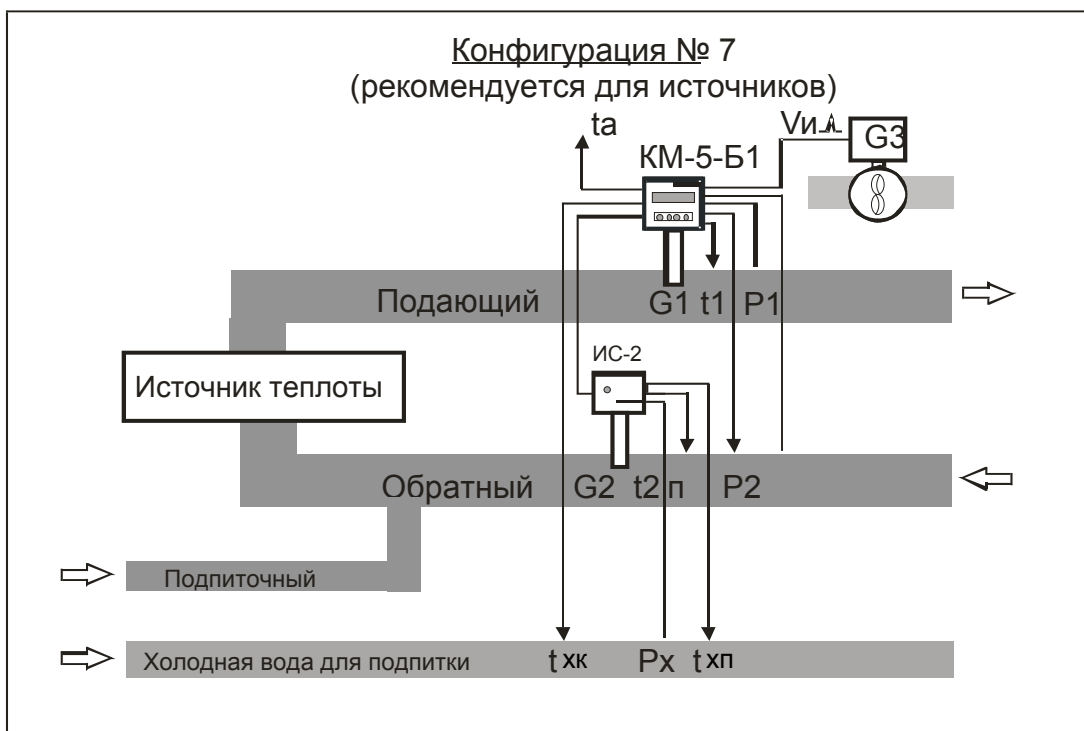 Конфигурация № 7
(рекомендуется для источников)
ta
Vи
G3
КМ-5-Б1
Подающий
G1
t1
P1
ИС-2
Источник теплоты
Обратный
G2
t2
п
P2
Подпиточный
Холодная вода для подпитки
t хк
Px
t хп